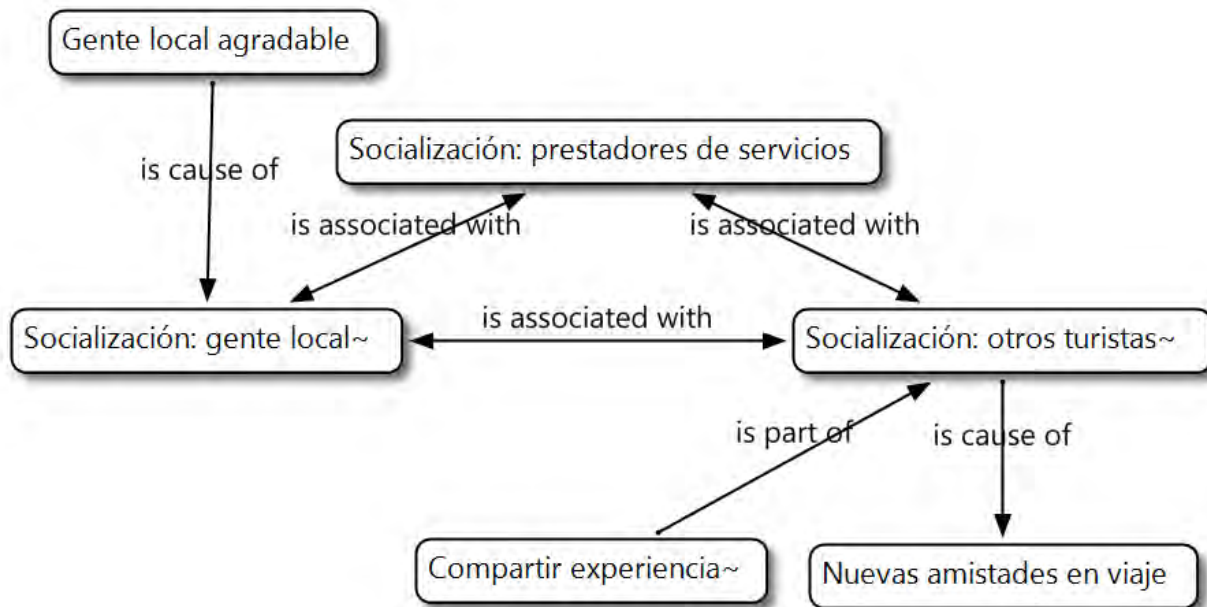 Gente local agradable
Socialización: prestadores de servicios
is cause of
is associated with
is associated with
is associated with
Socialización: gente local~
Socialización: otros turistas~
is part of
is cause of
Compartir experiencia~
Nuevas amistades en viaje